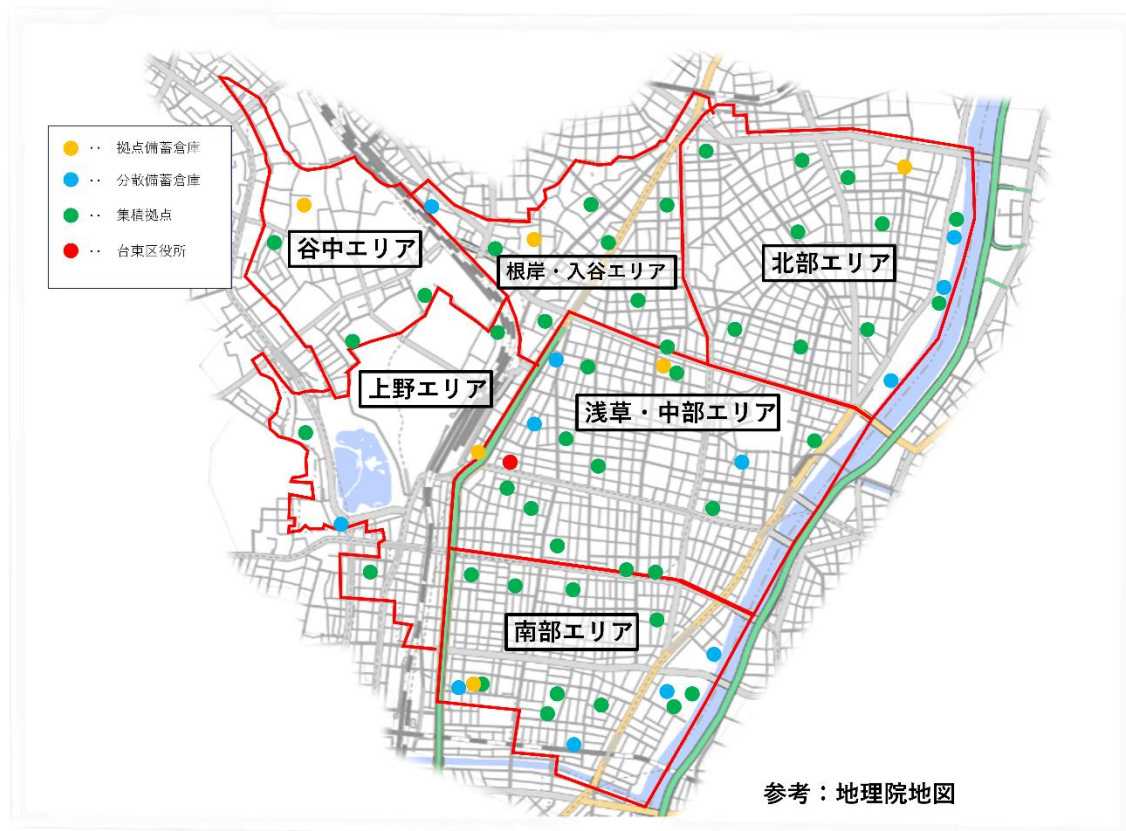 ‥ 拠点備蓄倉庫
‥ 分散備蓄倉庫
‥ 集積拠点
‥ 台東区役所
谷中エリア
根岸・入谷エリア
北部エリア
上野エリア
浅草・中部エリア
南部エリア
参考：地理院地図